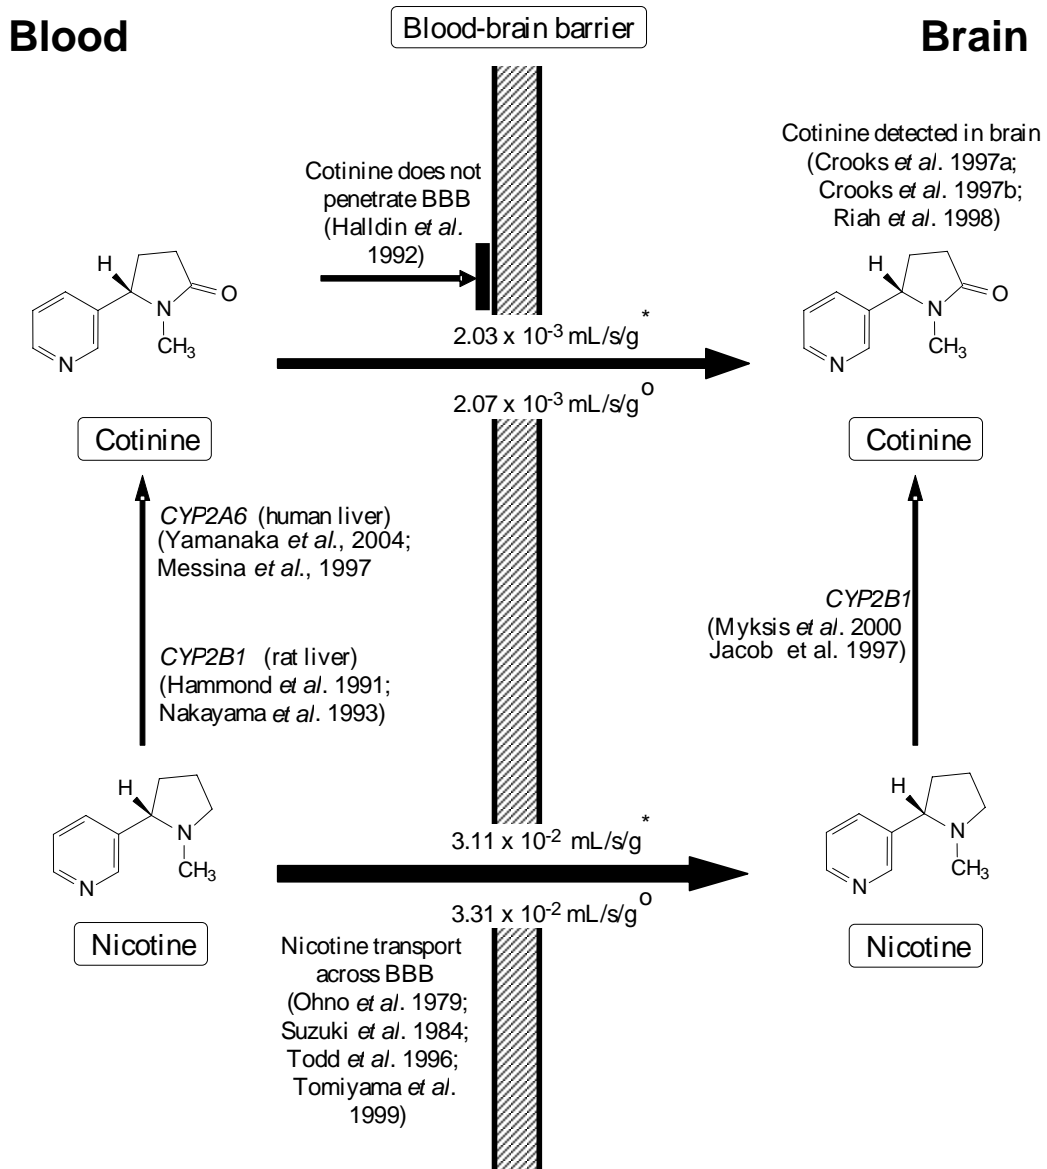 Blood
Blood-brain barrier
Brain
Cotinine does not
penetrate BBB
(Halldin et al.
1992)
Cotinine detected in brain
(Crooks et al. 1997a;
Crooks et al. 1997b;
Riah et al. 1998)
H
N
O
CH3
N
H
N
O
CH3
N
2.03 x 10-3 mL/s/g*
2.07 x 10-3 mL/s/go
Cotinine
Cotinine
CYP2A6 (human liver)
(Yamanaka et al., 2004;
Messina et al., 1997
CYP2B1 (rat liver)
(Hammond et al. 1991;
Nakayama et al. 1993)
CYP2B1
(Myksis et al. 2000
Jacob et al. 1997)
H
N
CH3
N
H
N
CH3
N
3.11 x 10-2 mL/s/g*
3.31 x 10-2 mL/s/go
Nicotine
Nicotine
Nicotine transport
across BBB
(Ohno et al. 1979;
Suzuki et al. 1984;
Todd et al. 1996;
Tomiyama et al.
1999)